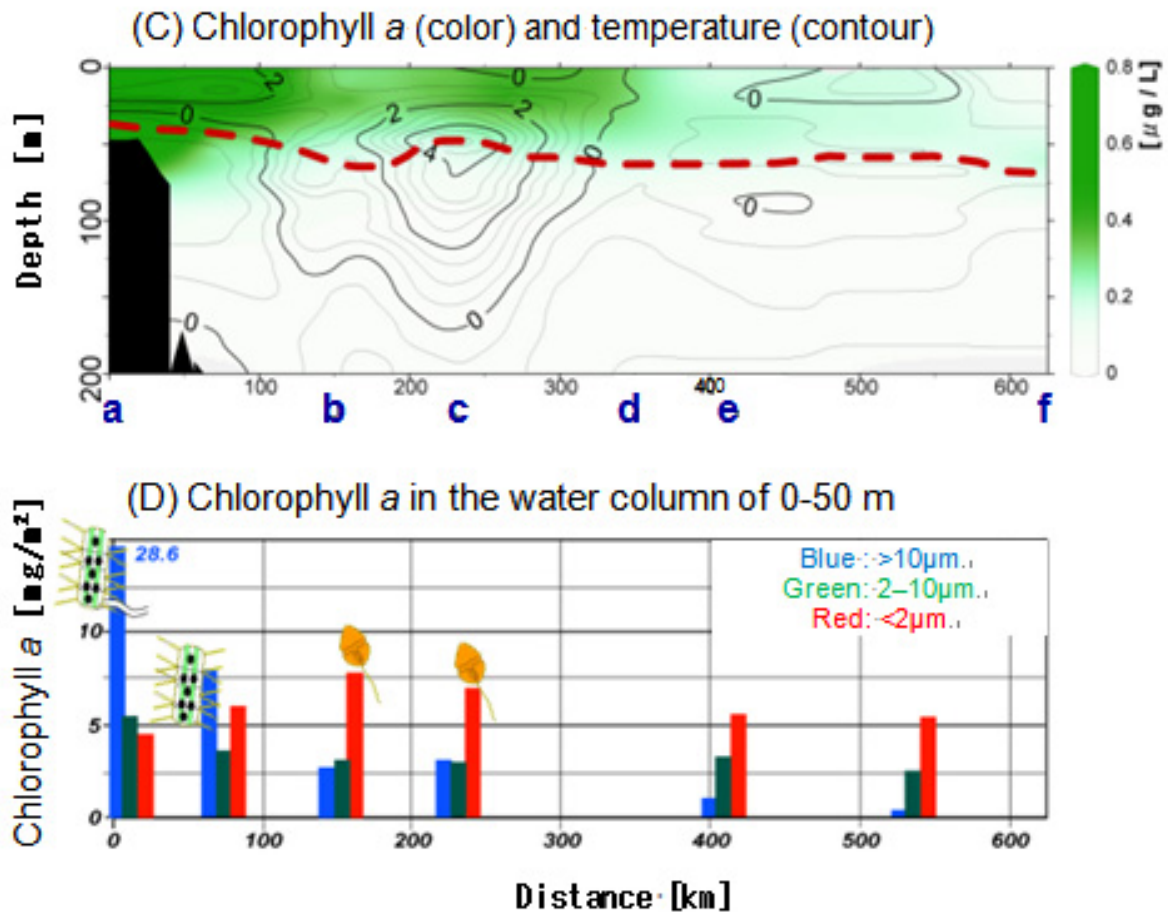 (C) Chlorophyll a (color) and temperature (contour)
0
100
200
Depth [m]
2
0
0
2
4
0
0
0
0
0
0.8
0.6
0.4
0.2
0
[μg/L]
100 200 300 400 500 600
a b c d e f
(D) Chlorophyll a in the water column of 0-50 m
Chlorophyll a [mg/m²]
28.6
Blue: >10μm.
Green: 2–10μm.
Red: <2μm.
10
5
0
0 100 200 300 400 500 600
Distance [km]